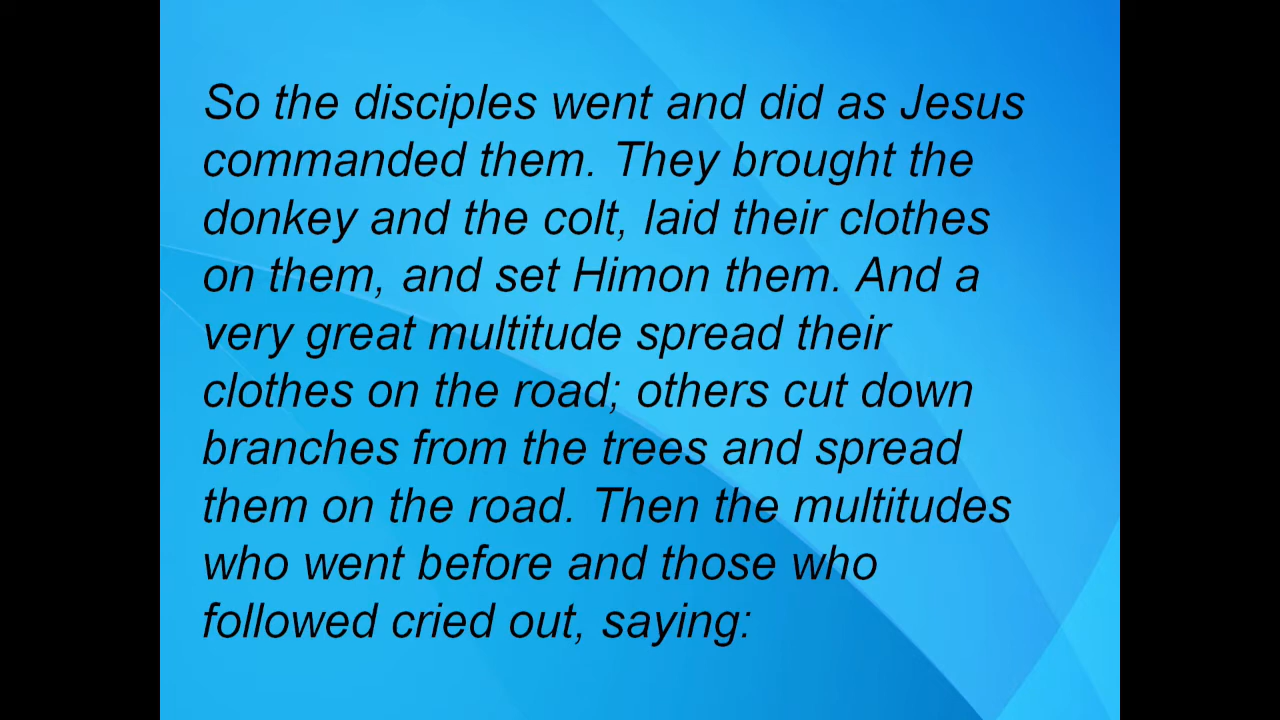 So the disciples went and did as Jesus
commanded them. They brought the
donkey and the colt, laid their clothes
on them, and set Himon them. And a
very great multitude spread their
clothes on the road; others cut down
branches from the trees and spread
them on the road. Then the multitudes
who went before and those who
followed cried out, saying: